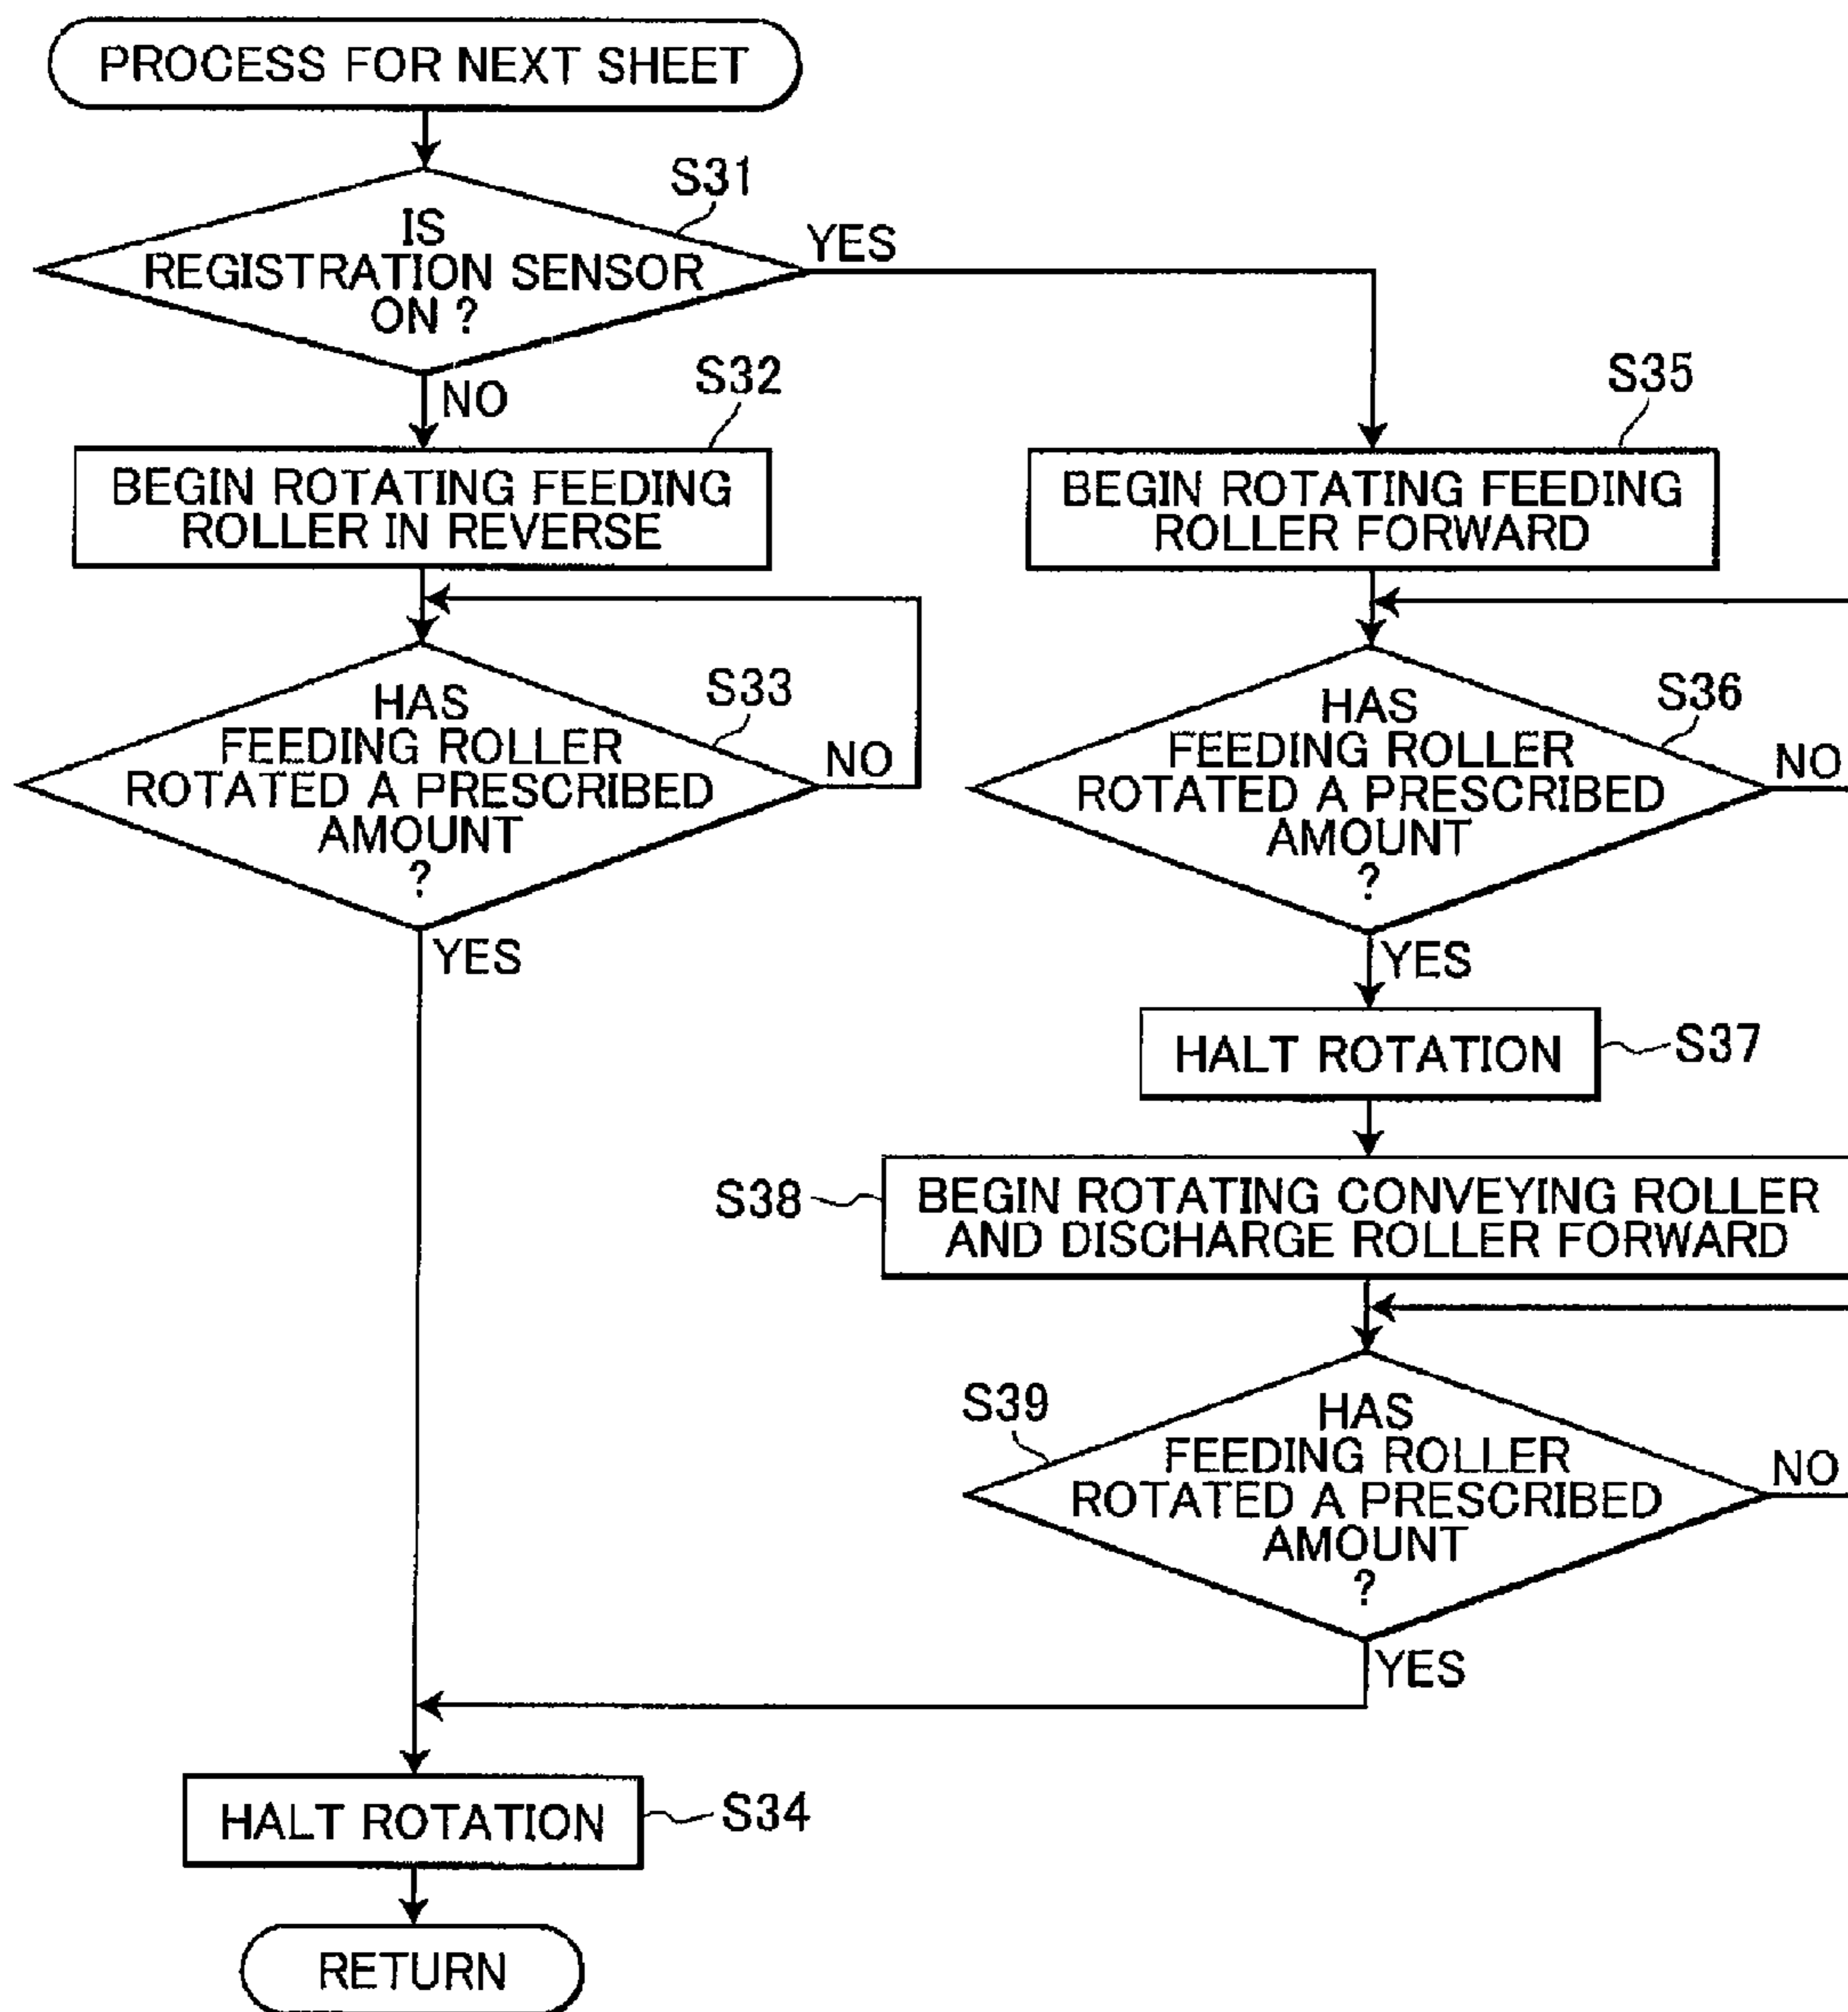 PROCESS FOR NEXT SHEET
S31
IS
REGISTRATION SENSOR
ON ?
YES
NO
S32
BEGIN ROTATING FEEDING
ROLLER IN REVERSE
S33
HAS
FEEDING ROLLER
ROTATED A PRESCRIBED
AMOUNT
?
NO
YES
S35
BEGIN ROTATING FEEDING
ROLLER FORWARD
S36
HAS
FEEDING ROLLER
ROTATED A PRESCRIBED
AMOUNT
?
NO
YES
HALT ROTATION
S37
S38
BEGIN ROTATING CONVEYING ROLLER
AND DISCHARGE ROLLER FORWARD
S39
HAS
FEEDING ROLLER
ROTATED A PRESCRIBED
AMOUNT
?
NO
YES
HALT ROTATION
S34
RETURN